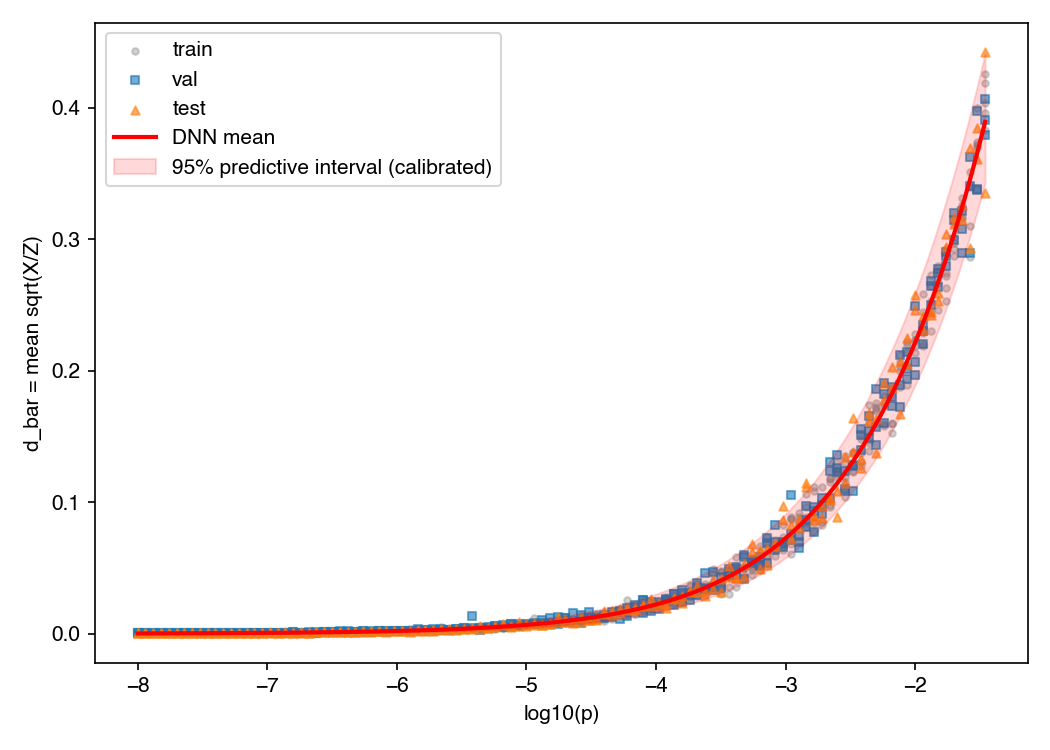 train
val
test
DNN mean
95% predictive interval (calibrated)
d_bar = mean sqrt(X/Z)
0.4
0.3
0.2
0.1
0.0
−8 −7 −6 −5 −4 −3 −2
log10(p)